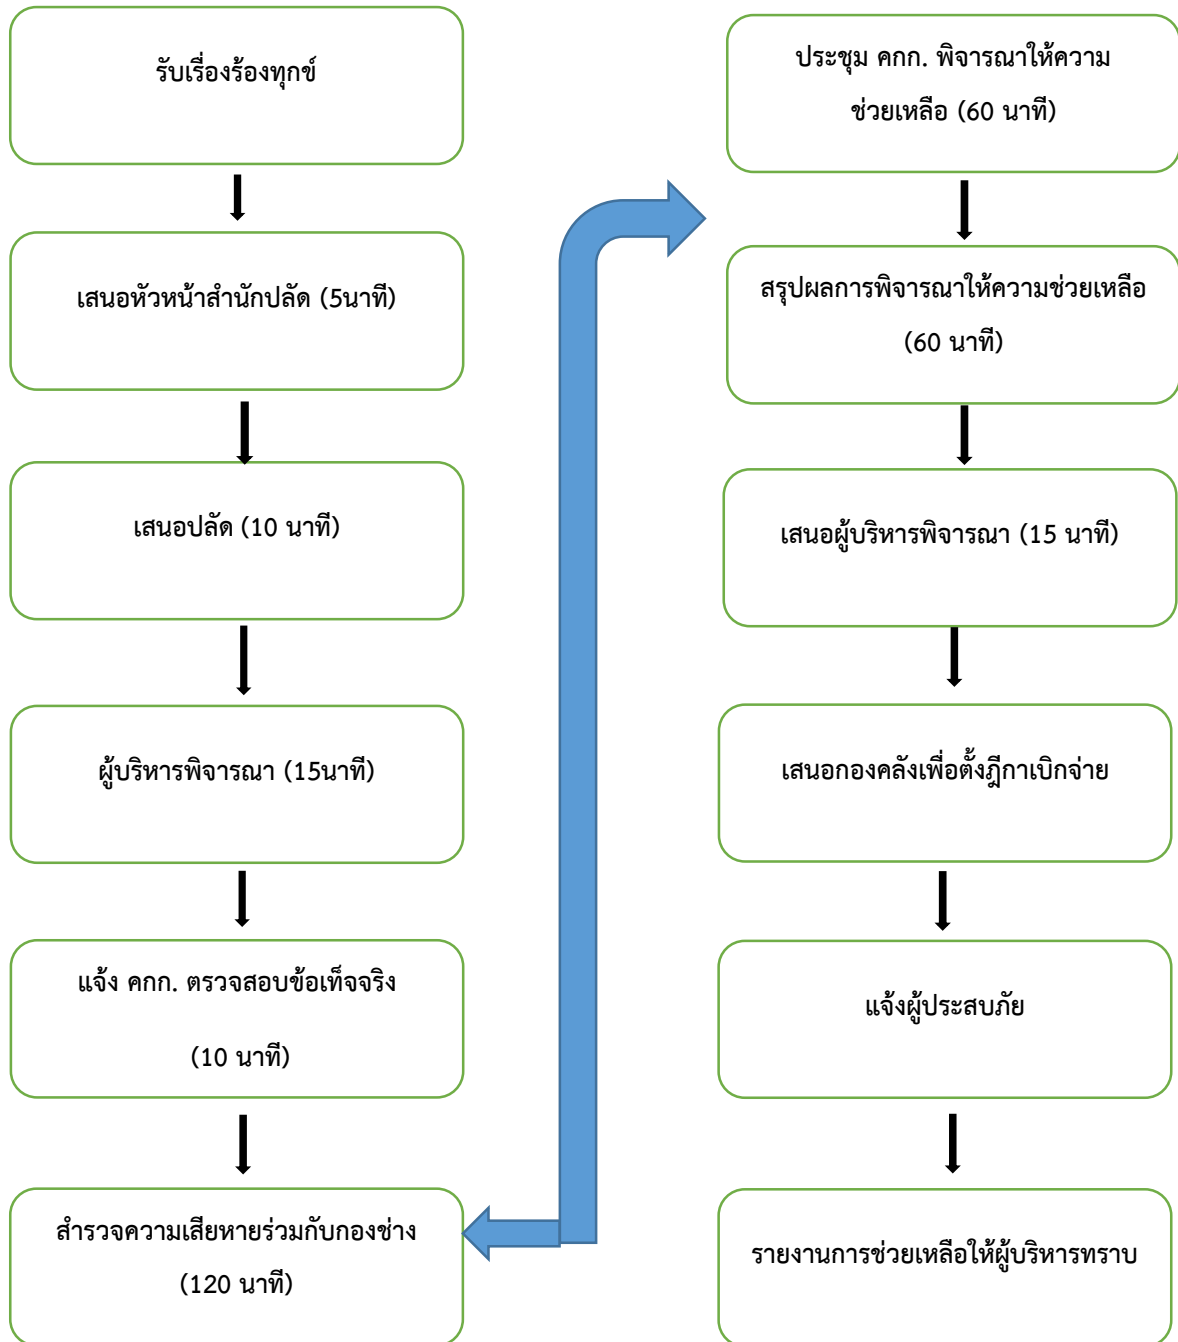 รับเรื่องร้องทุกข์
เสนอหัวหน้าสำนักปลัด (5นาที)
เสนอปลัด (10 นาที)
ผู้บริหารพิจารณา (15นาที)
แจ้ง คกก. ตรวจสอบข้อเท็จจริง
(10 นาที)
สำรวจความเสียหายร่วมกับกองช่าง
(120 นาที)
ประชุม คกก. พิจารณาให้ความ
ช่วยเหลือ (60 นาที)
สรุปผลการพิจารณาให้ความช่วยเหลือ
(60 นาที)
เสนอผู้บริหารพิจารณา (15 นาที)
เสนอกองคลังเพื่อตั้งฎีกาเบิกจ่าย
แจ้งผู้ประสบภัย
รายงานการช่วยเหลือให้ผู้บริหารทราบ